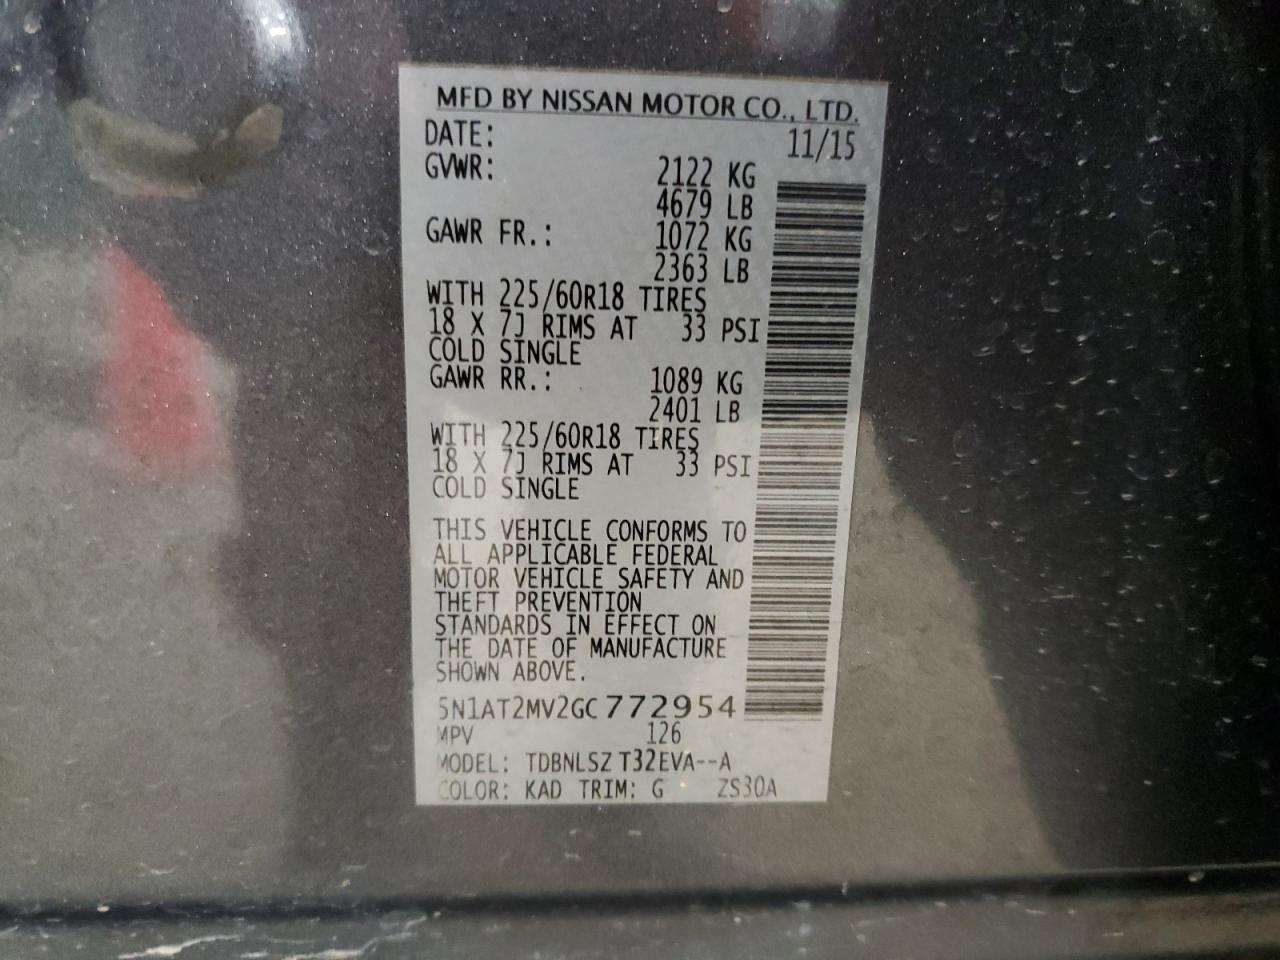 MFD BY NISSAN MOTOR CO., LTD.
DATE: 11/15
GVWR: 2122 KG
4679 LB
GAWR FR.: 1072 KG
2363 LB
WITH 225/60R18 TIRES
18 X 7J RIMS AT 33 PSI
COLD SINGLE
GAWR RR.: 1089 KG
2401 LB
WITH 225/60R18 TIRES
18 X 7J RIMS AT 33 PSI
COLD SINGLE
THIS VEHICLE CONFORMS TO
ALL APPLICABLE FEDERAL
MOTOR VEHICLE SAFETY AND
THEFT PREVENTION
STANDARDS IN EFFECT ON
THE DATE OF MANUFACTURE
SHOWN ABOVE.
5N1AT2MV2GC772954
MPV 126
MODEL: TDBNLSZ T32EVA--A
COLOR: KAD TRIM: G ZS30A